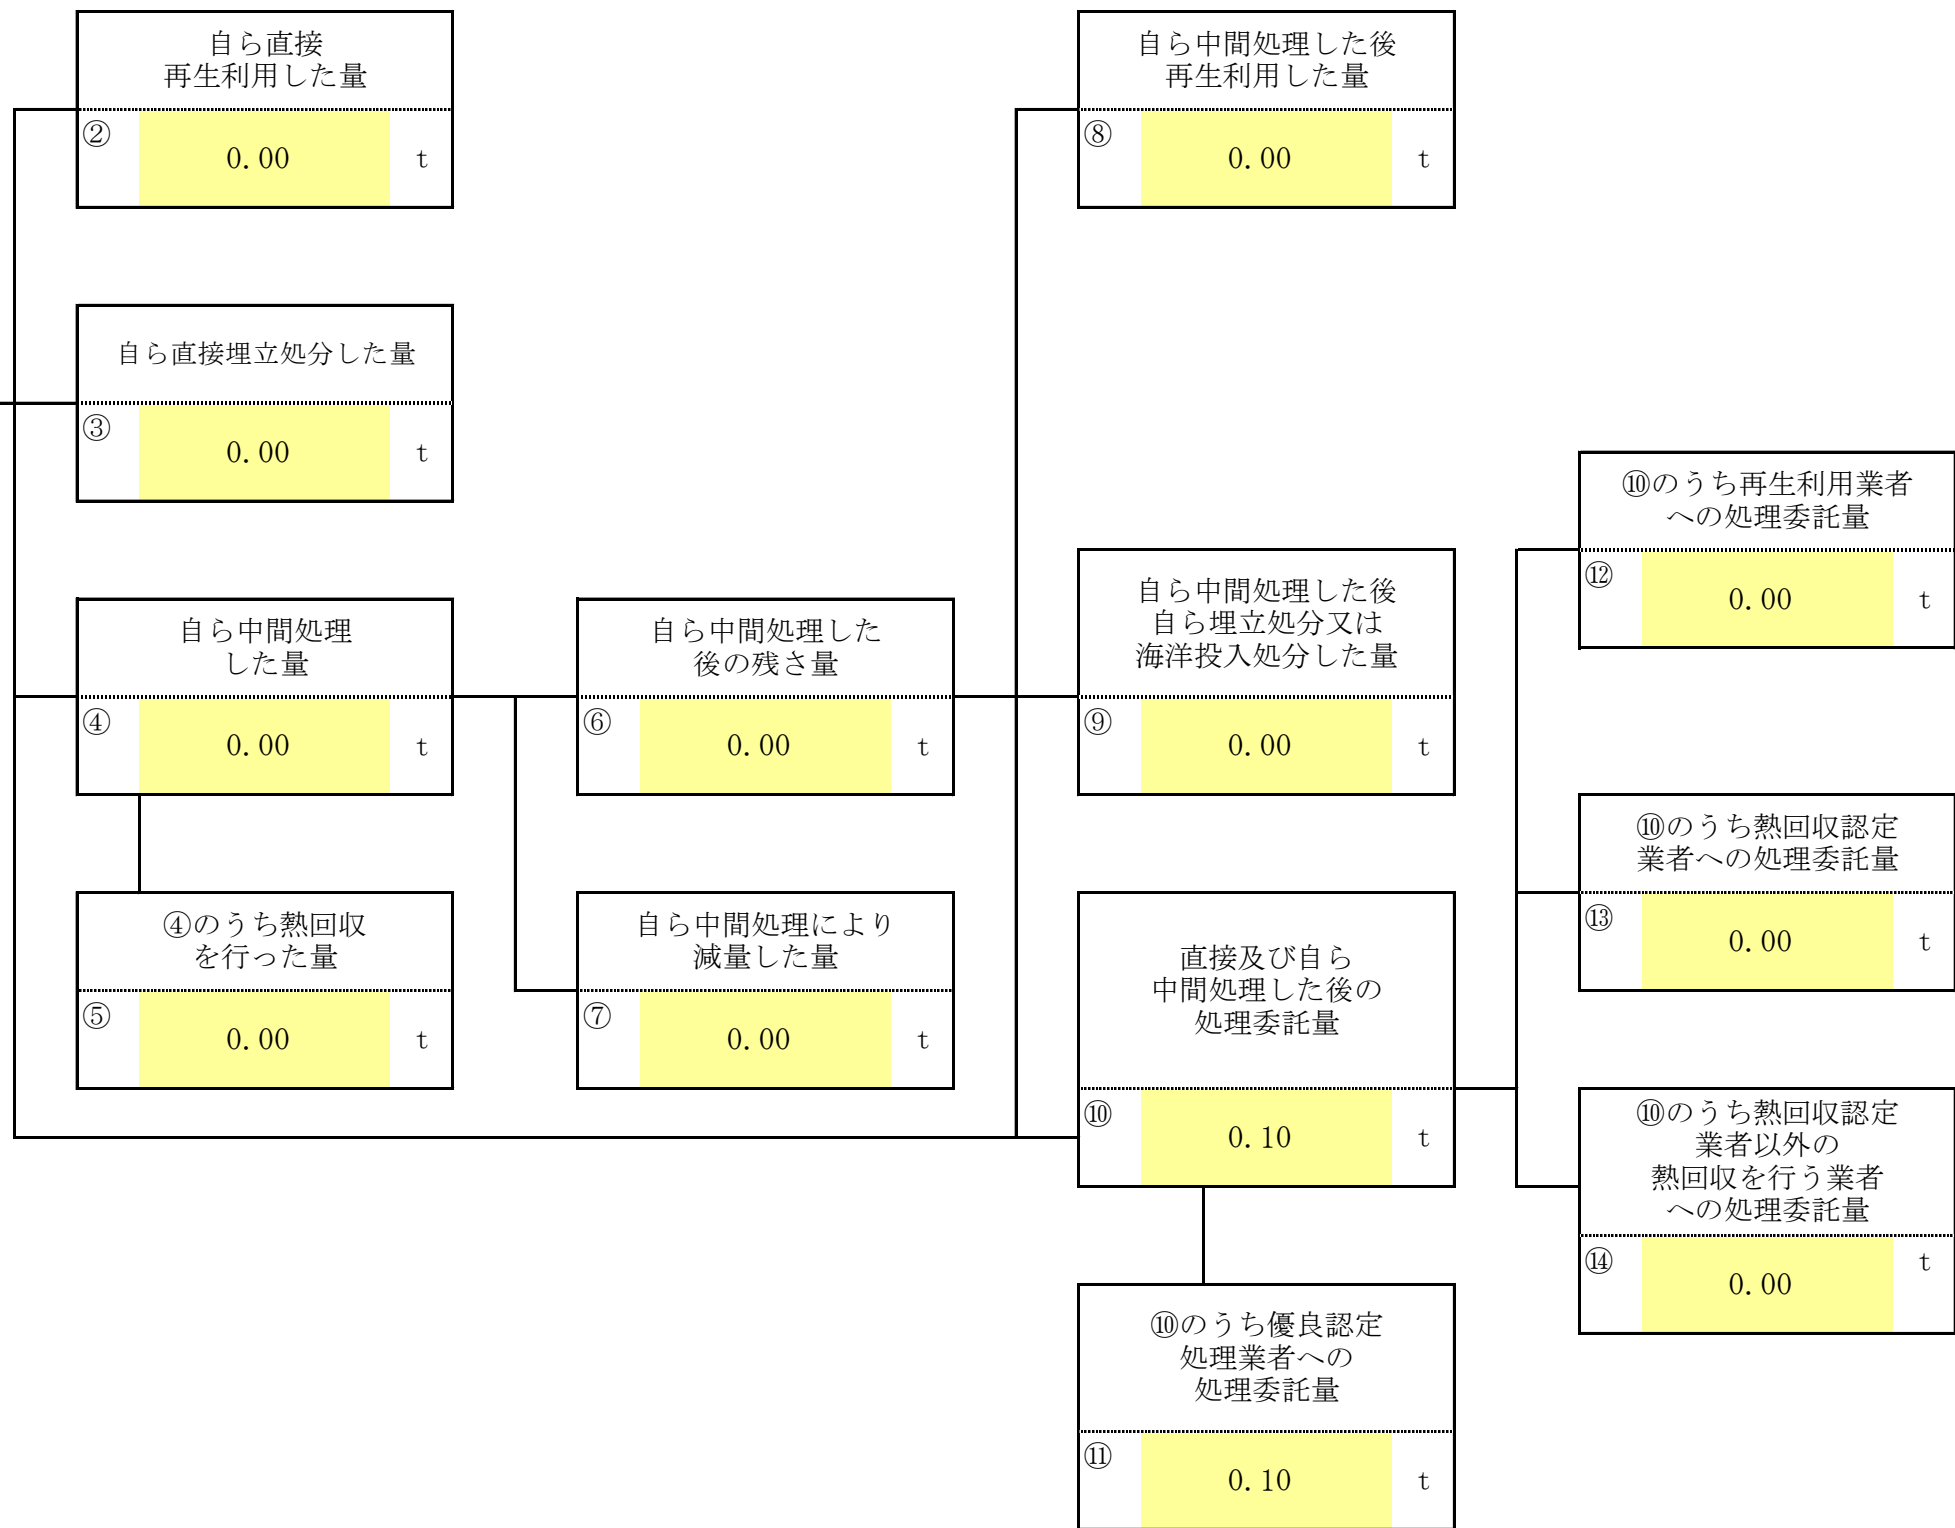 自ら直接
再生利用した量
②
0.00
t
自ら中間処理した後
再生利用した量
⑧
0.00
t
自ら直接埋立処分した量
③
0.00
t
⑩のうち再生利用業者
への処理委託量
⑫
0.00
t
自ら中間処理
した量
④
0.00
t
自ら中間処理した
後の残さ量
⑥
0.00
t
自ら中間処理した後
自ら埋立処分又は
海洋投入処分した量
⑨
0.00
t
⑩のうち熱回収認定
業者への処理委託量
⑬
0.00
t
④のうち熱回収
を行った量
⑤
0.00
t
自ら中間処理により
減量した量
⑦
0.00
t
直接及び自ら
中間処理した後の
処理委託量
⑩
0.10
t
⑩のうち熱回収認定
業者以外の
熱回収を行う業者
への処理委託量
⑭
0.00
t
⑩のうち優良認定
処理業者への
処理委託量
⑪
0.10
t